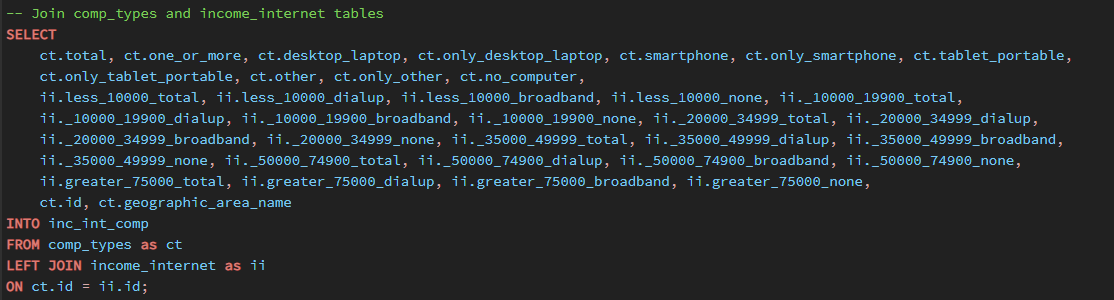 -- Join comp_types and income_internet tables
SELECT
ct.total, ct.one_or_more, ct.desktop_laptop, ct.only_desktop_laptop, ct.smartphone, ct.only_smartphone, ct.tablet_portable,
ct.only_tablet_portable, ct.other, ct.only_other, ct.no_computer,
ii.less_10000_total, ii.less_10000_dialup, ii.less_10000_broadband, ii.less_10000_none, ii._10000_19900_total,
ii._10000_19900_dialup, ii._10000_19900_broadband, ii._10000_19900_none, ii._20000_34999_total, ii._20000_34999_dialup,
ii._20000_34999_broadband, ii._20000_34999_none, ii._35000_49999_total, ii._35000_49999_dialup, ii._35000_49999_broadband,
ii._35000_49999_none, ii._50000_74900_total, ii._50000_74900_dialup, ii._50000_74900_broadband, ii._50000_74900_none,
ii.greater_75000_total, ii.greater_75000_dialup, ii.greater_75000_broadband, ii.greater_75000_none,
ct.id, ct.geographic_area_name
INTO inc_int_comp
FROM comp_types as ct
LEFT JOIN income_internet as ii
ON ct.id = ii.id;